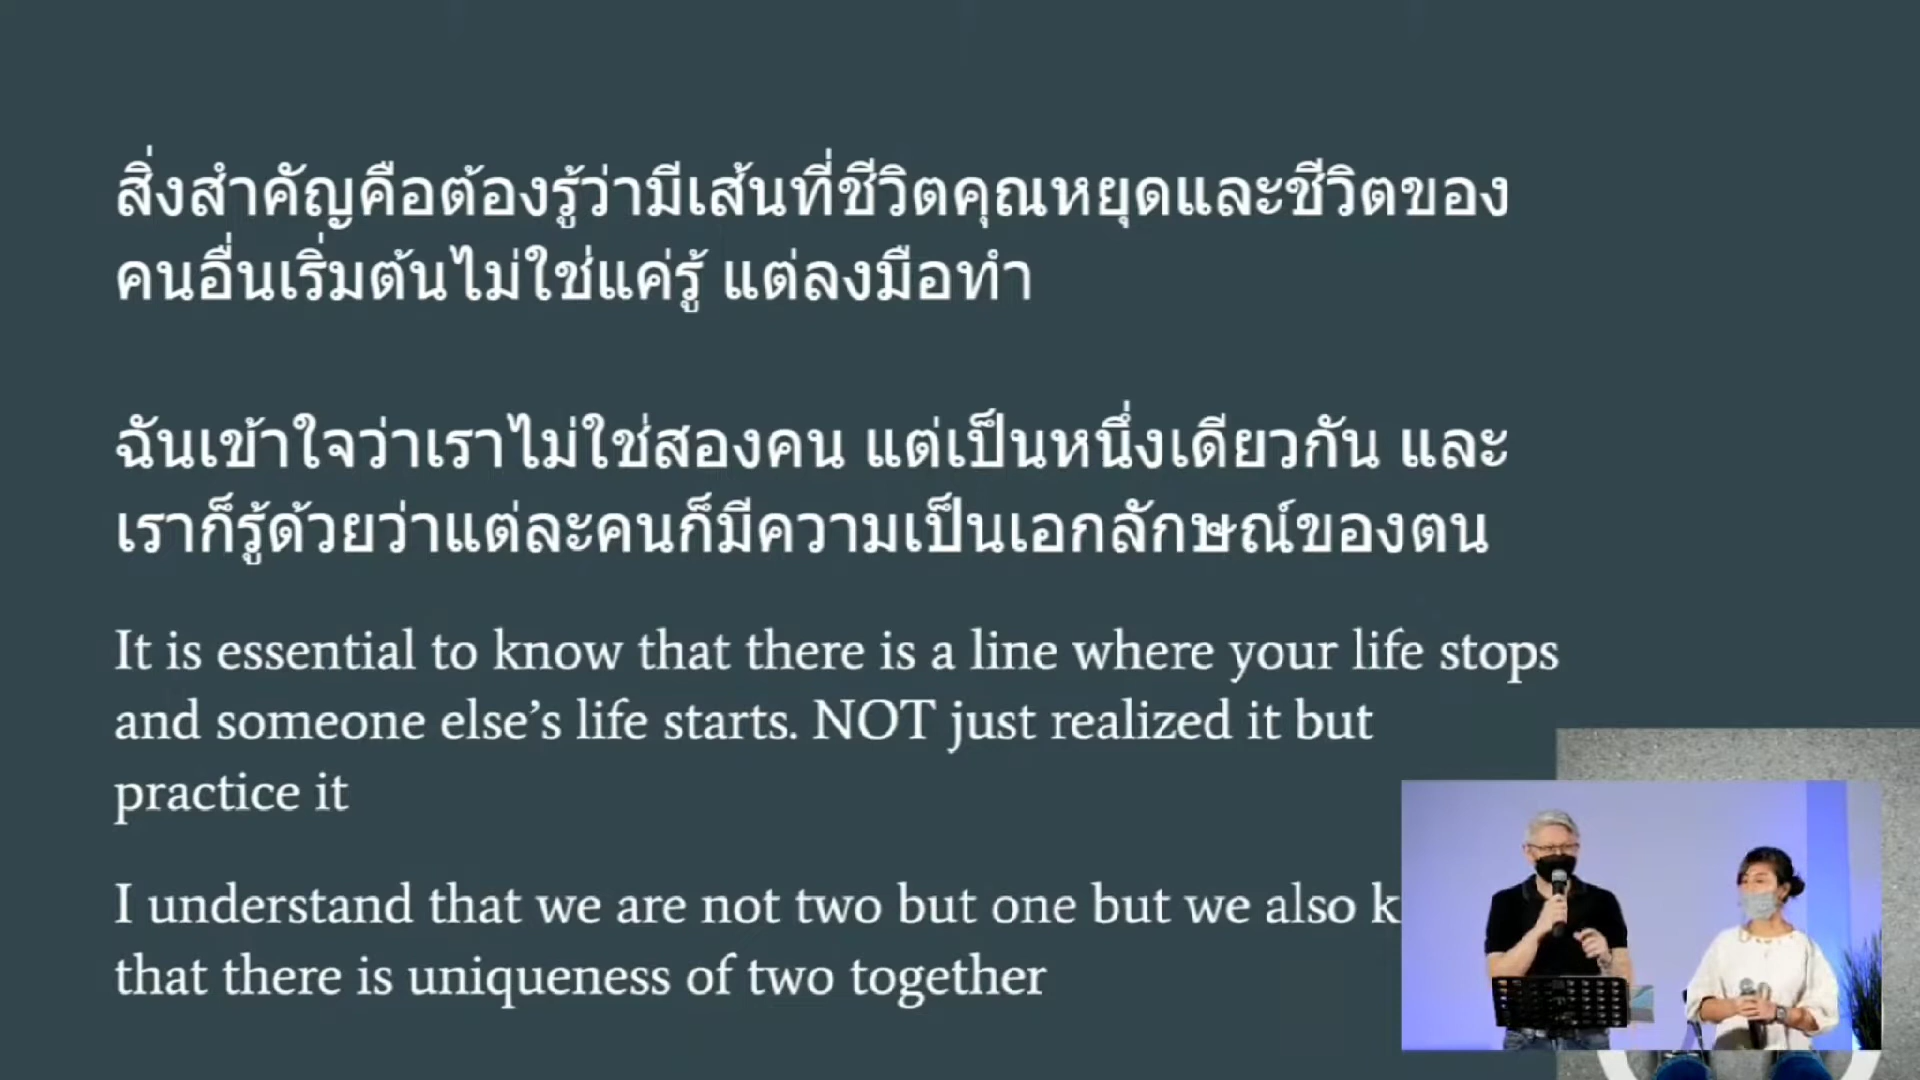 สิ่งสำคัญคือต้องรู้ว่ามีเส้นที่ชีวิตคุณหยุดและชีวิตของ
คนอื่นเริ่มต้นไม่ใช่แค่รู้ แต่ลงมือทำ
ฉันเข้าใจว่าเราไม่ใช่สองคน แต่เป็นหนึ่งเดียวกัน และ
เราก็รู้ด้วยว่าแต่ละคนก็มีความเป็นเอกลักษณ์ของตน
It is essential to know that there is a line where your life stops
and someone else’s life starts. NOT just realized it but
practice it
I understand that we are not two but one but we also
that there is uniqueness of two together